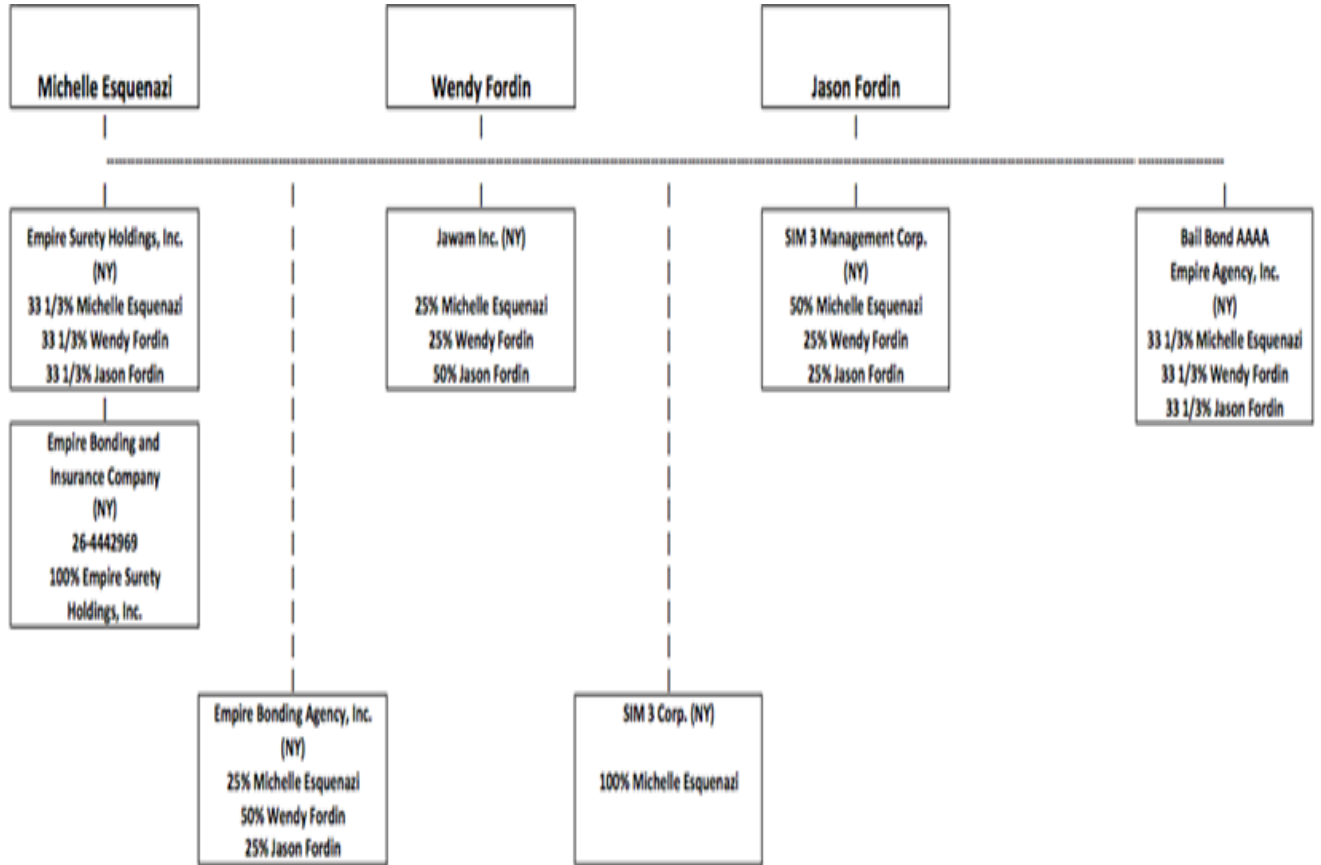 Michelle Esquenazi
Wendy Fordin
Jason Fordin
Empire Surety Holdings, Inc.
(NY)
33 1/3% Michelle Esquenazi
33 1/3% Wendy Fordin
33 1/3% Jason Fordin
Jawam Inc. (NY)
25% Michelle Esquenazi
25% Wendy Fordin
50% Jason Fordin
SIM 3 Management Corp.
(NY)
50% Michelle Esquenazi
25% Wendy Fordin
25% Jason Fordin
Bail Bond AAAA
Empire Agency, Inc.
(NY)
33 1/3% Michelle Esquenazi
33 1/3% Wendy Fordin
33 1/3% Jason Fordin
Empire Bonding and
Insurance Company
(NY)
26-4442969
100% Empire Surety
Holdings, Inc.
Empire Bonding Agency, Inc.
(NY)
25% Michelle Esquenazi
50% Wendy Fordin
25% Jason Fordin
SIM 3 Corp. (NY)
100% Michelle Esquenazi